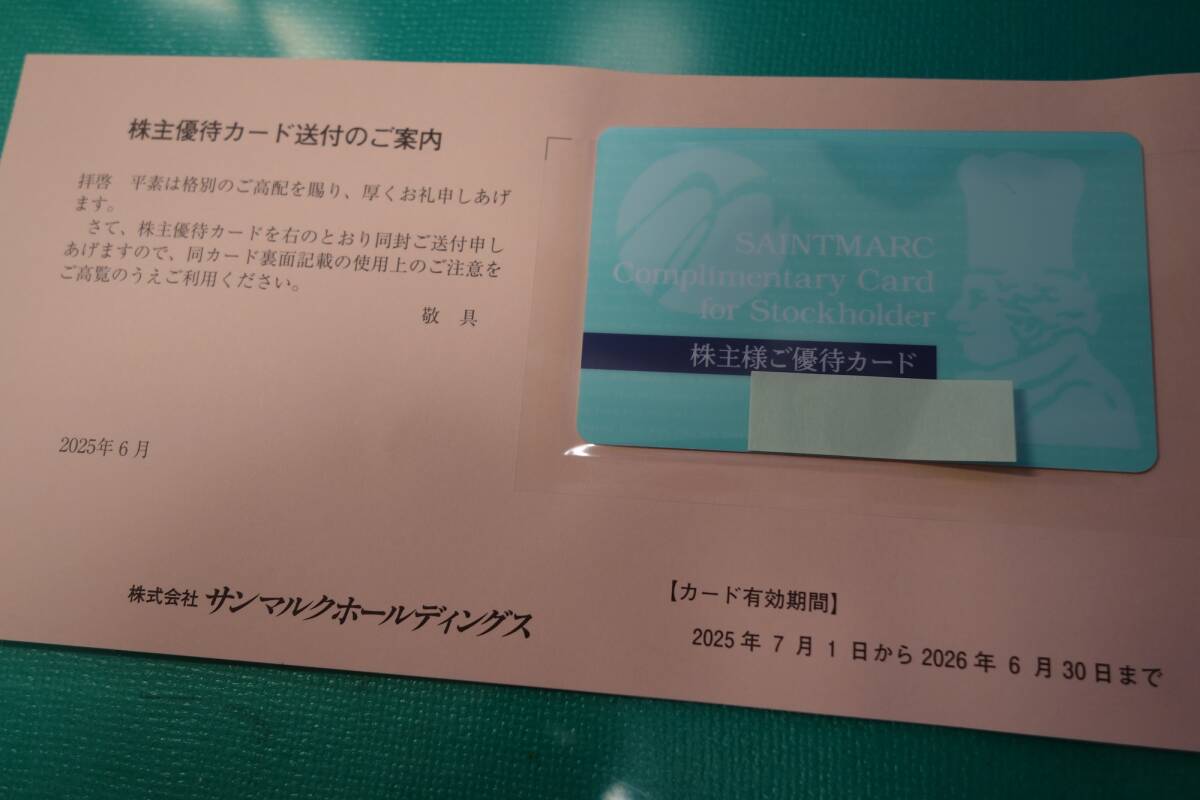 株主優待カード送付のご案内
拝啓　平素は格別のご高配を賜り、厚くお礼申しあげ
ます。
　さて、株主優待カードを右のとおり同封ご送付申し
あげますので、同カード裏面記載の使用上のご注意を
ご高覧のうえご利用ください。
敬　具
2025年６月
株式会社 サンマルクホールディングス
SAINTMARC
Complimentary Card
for Stockholder
株主様ご優待カード
【カード有効期間】
2025年７月１日から2026年６月30日まで